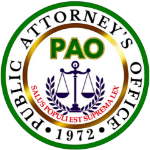 PUBLIC ATTORNEY'S OFFICE
PAO
SALUS POPULI EST SUPREMA LEX
• 1972 •